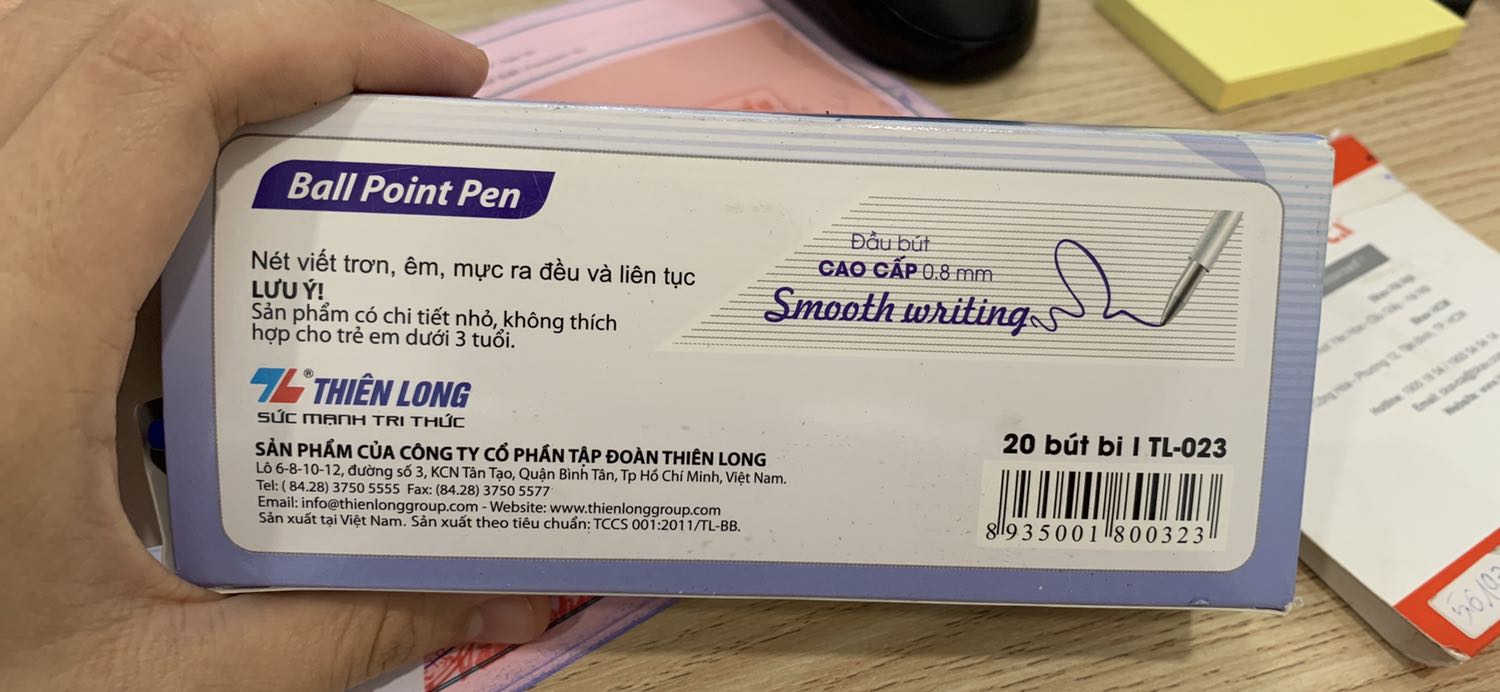 Ball Point Pen
Nét viết trơn, êm, mực ra đều và liên tục
LƯU Ý!
Sản phẩm có chi tiết nhỏ, không thích
hợp cho trẻ em dưới 3 tuổi.
Đầu bút
CAO CẤP 0.8 mm
Smooth writing
TL® THIÊN LONG
SỨC MẠNH TRI THỨC
SẢN PHẨM CỦA CÔNG TY CỔ PHẦN TẬP ĐOÀN THIÊN LONG
Lô 6-8-10-12, đường số 3, KCN Tân Tạo, Quận Bình Tân, Tp Hồ Chí Minh, Việt Nam.
Tel: ( 84.28) 3750 5555 Fax: (84.28) 3750 5577
Email: info@thienlonggroup.com - Website: www.thienlonggroup.com
Sản xuất tại Việt Nam. Sản xuất theo tiêu chuẩn: TCCS 001:2011/TL-BB.
20 bút bi I TL-023
8 935001 800323